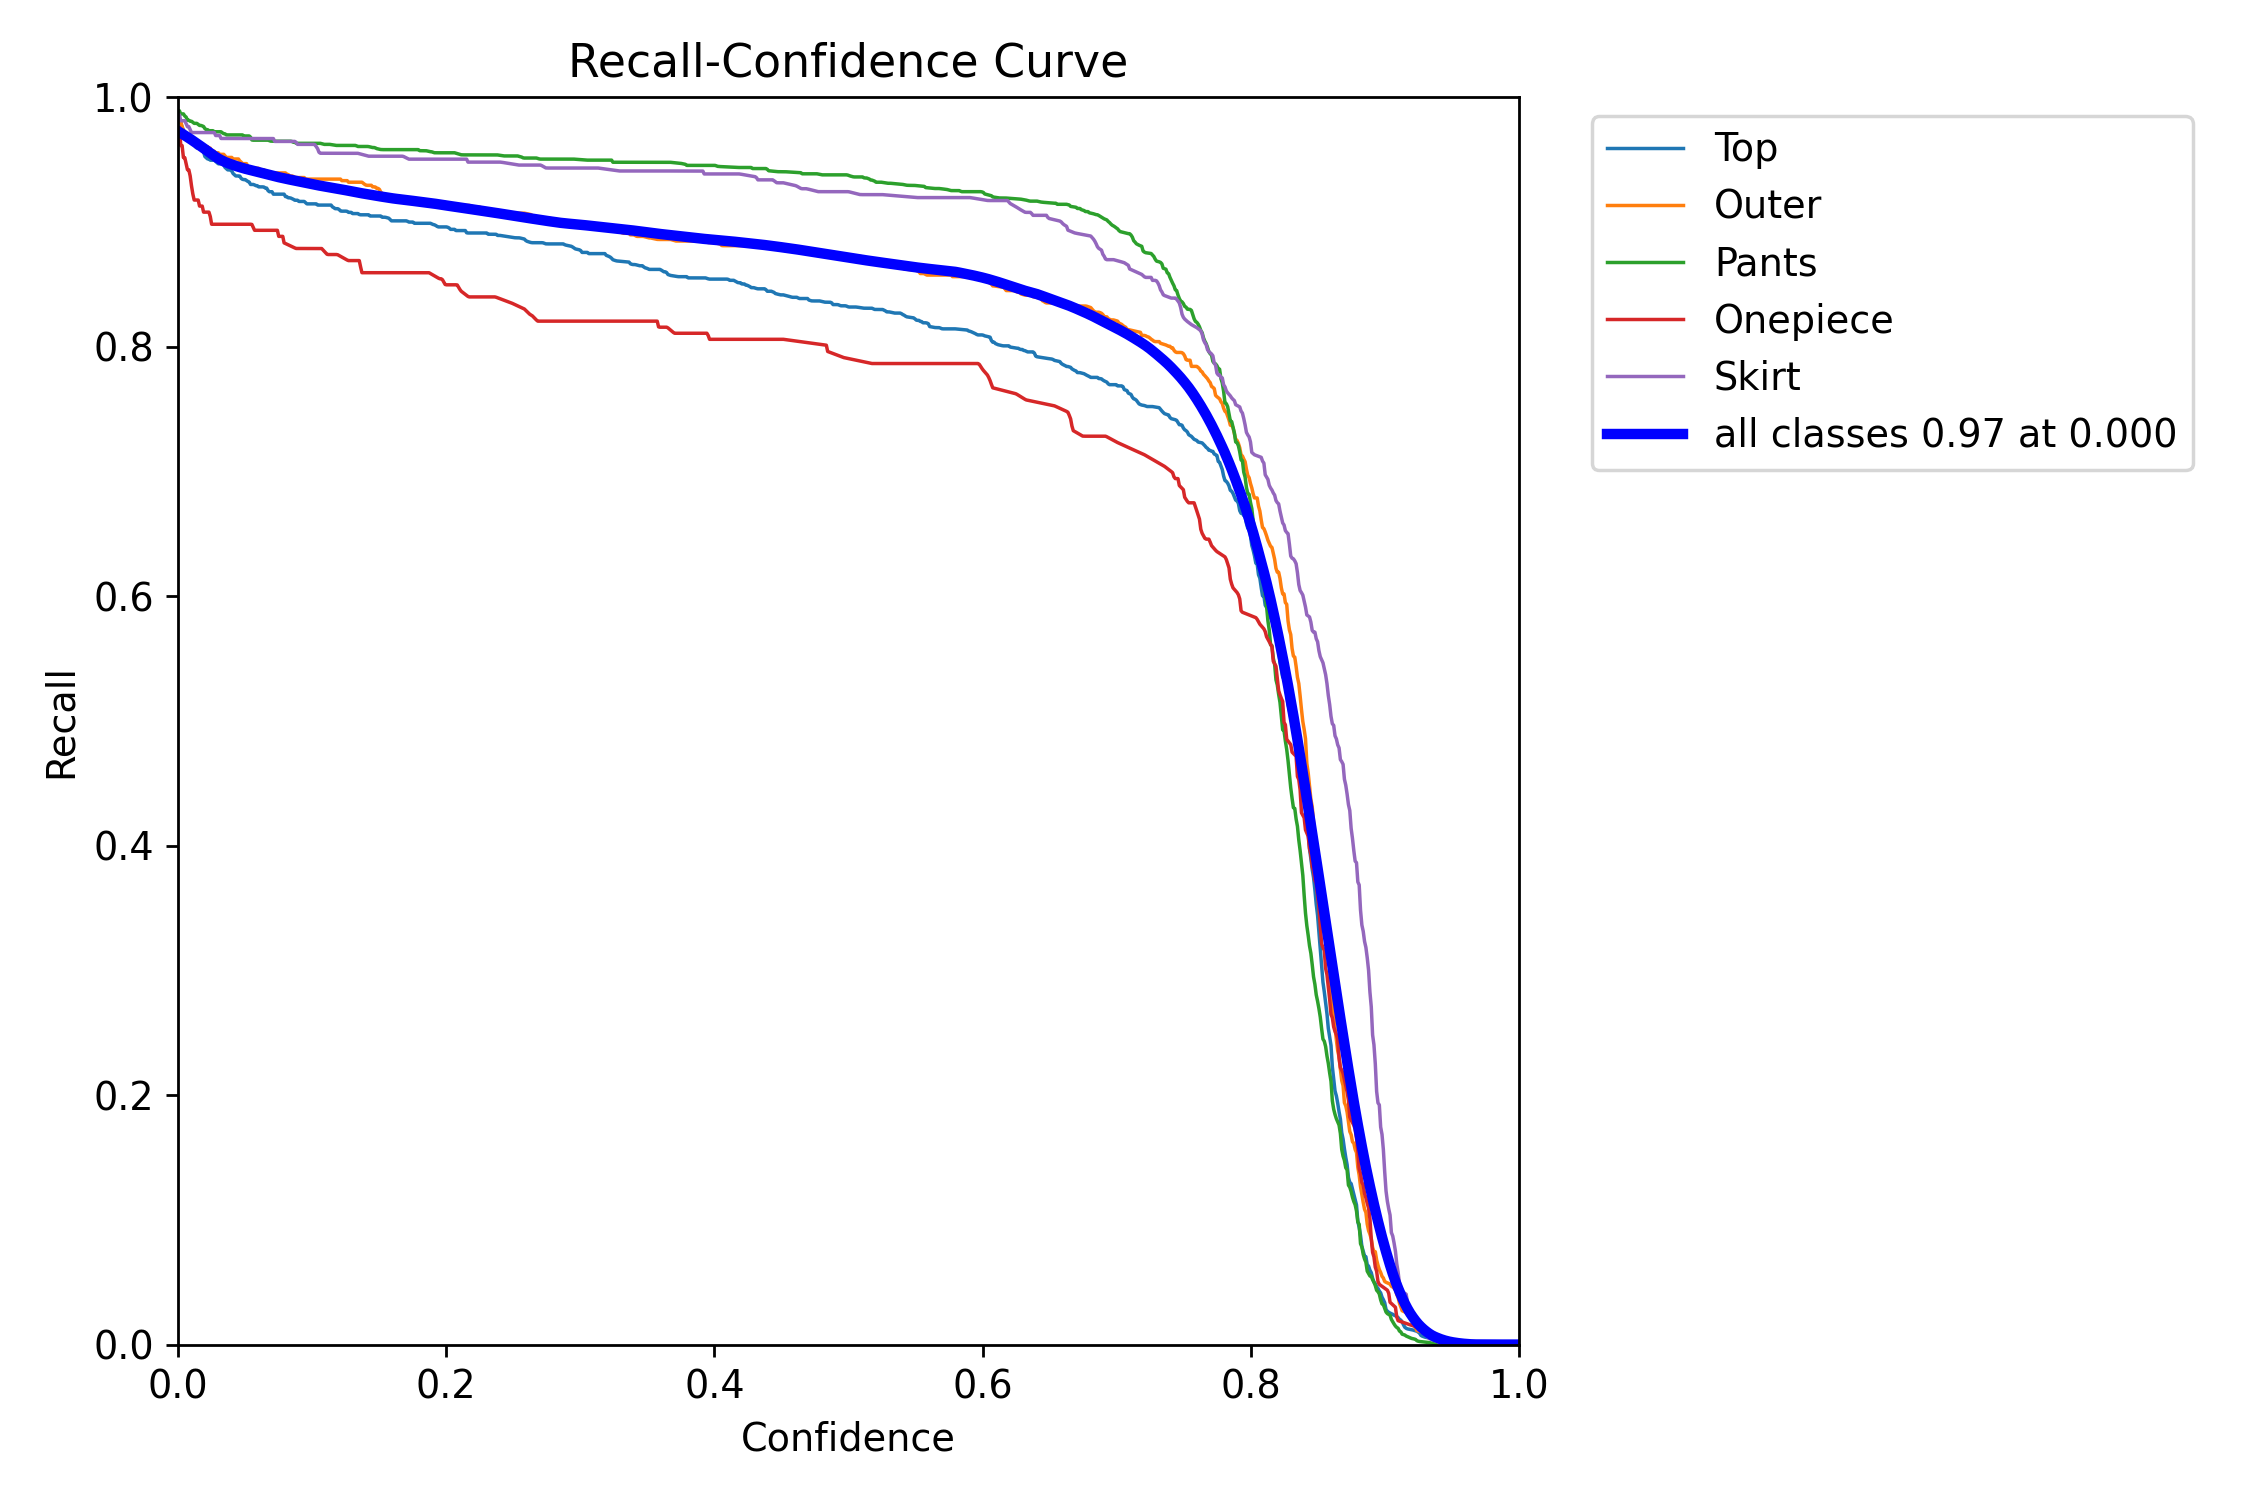 Recall-Confidence Curve
1.0
0.8
0.6
0.4
0.2
0.0
Recall
0.0 0.2 0.4 0.6 0.8 1.0
Confidence
Top
Outer
Pants
Onepiece
Skirt
all classes 0.97 at 0.000